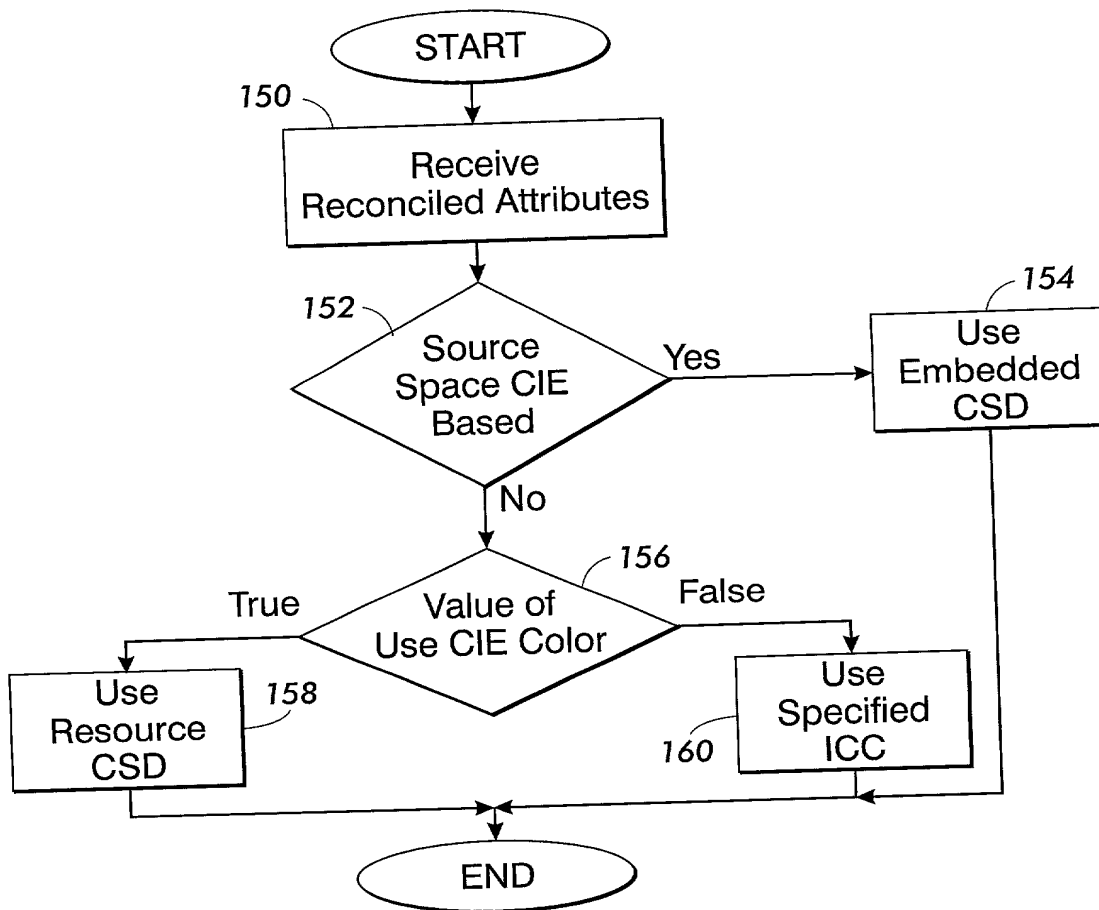 START
150
Receive
Reconciled Attributes
152
Source
Space CIE
Based
Yes
154
Use
Embedded
CSD
No
156
True
Value of
Use CIE Color
False
Use
Resource
CSD
158
Use
Specified
ICC
160
END